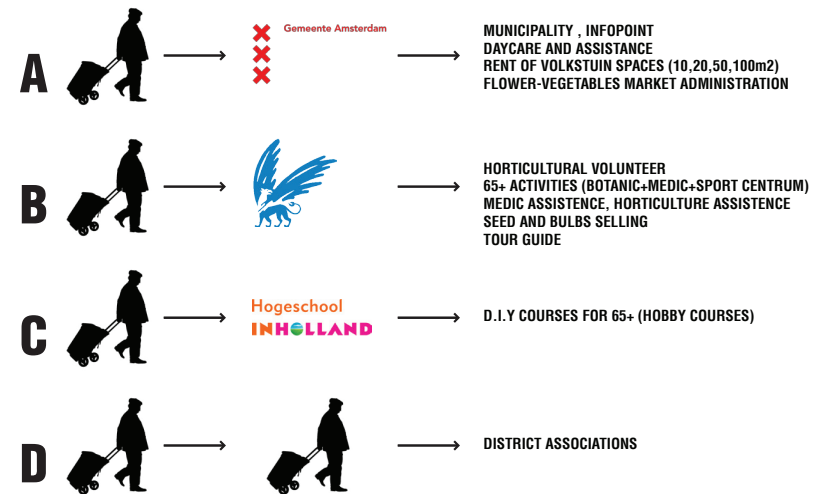 A
Gemeente Amsterdam
MUNICIPALITY , INFOPOINT
DAYCARE AND ASSISTANCE
RENT OF VOLKSTUIN SPACES (10,20,50,100m2)
FLOWER-VEGETABLES MARKET ADMINISTRATION
B
HORTICULTURAL VOLUNTEER
65+ ACTIVITIES (BOTANIC+MEDIC+SPORT CENTRUM)
MEDIC ASSISTENCE, HORTICULTURE ASSISTENCE
SEED AND BULBS SELLING
TOUR GUIDE
C
Hogeschool
INHOLLAND
D.I.Y COURSES FOR 65+ (HOBBY COURSES)
D
DISTRICT ASSOCIATIONS